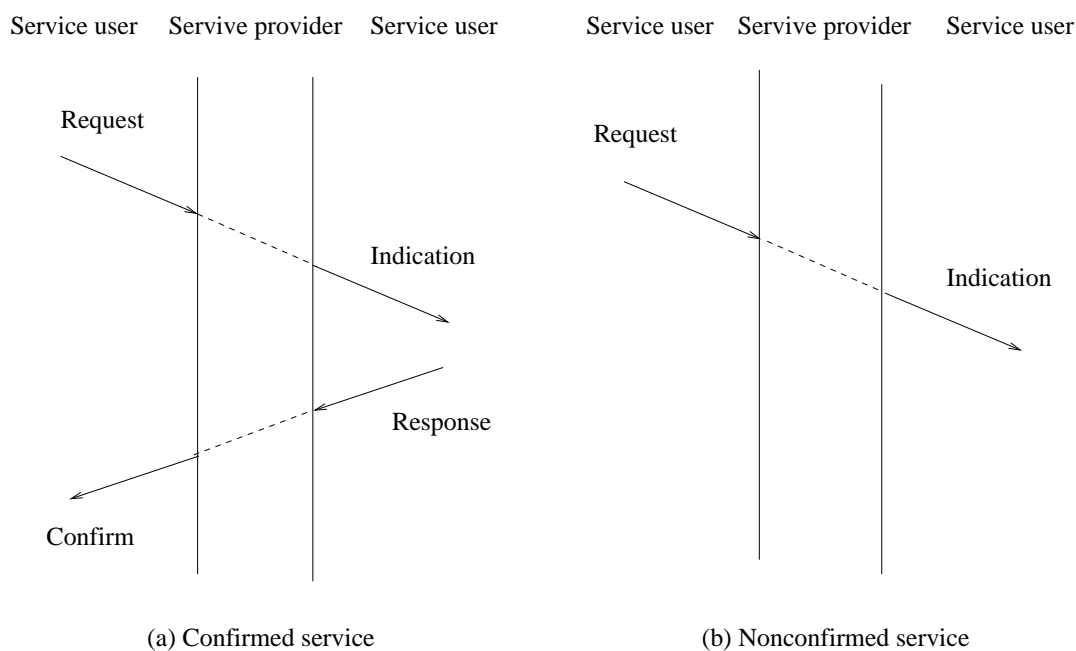 Service user Servive provider Service user
Request
Indication
Response
Confirm
(a) Confirmed service
Service user Servive provider Service user
Request
Indication
(b) Nonconfirmed service